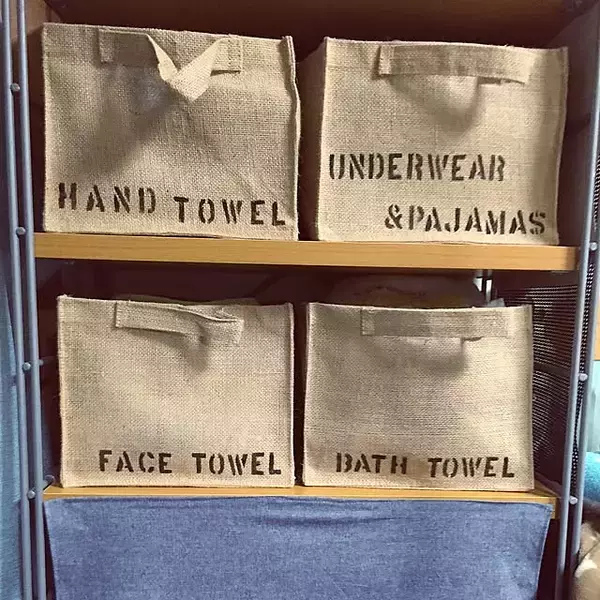 HAND TOWEL
UNDERWEAR
&PAJAMAS
FACE TOWEL
BATH TOWEL